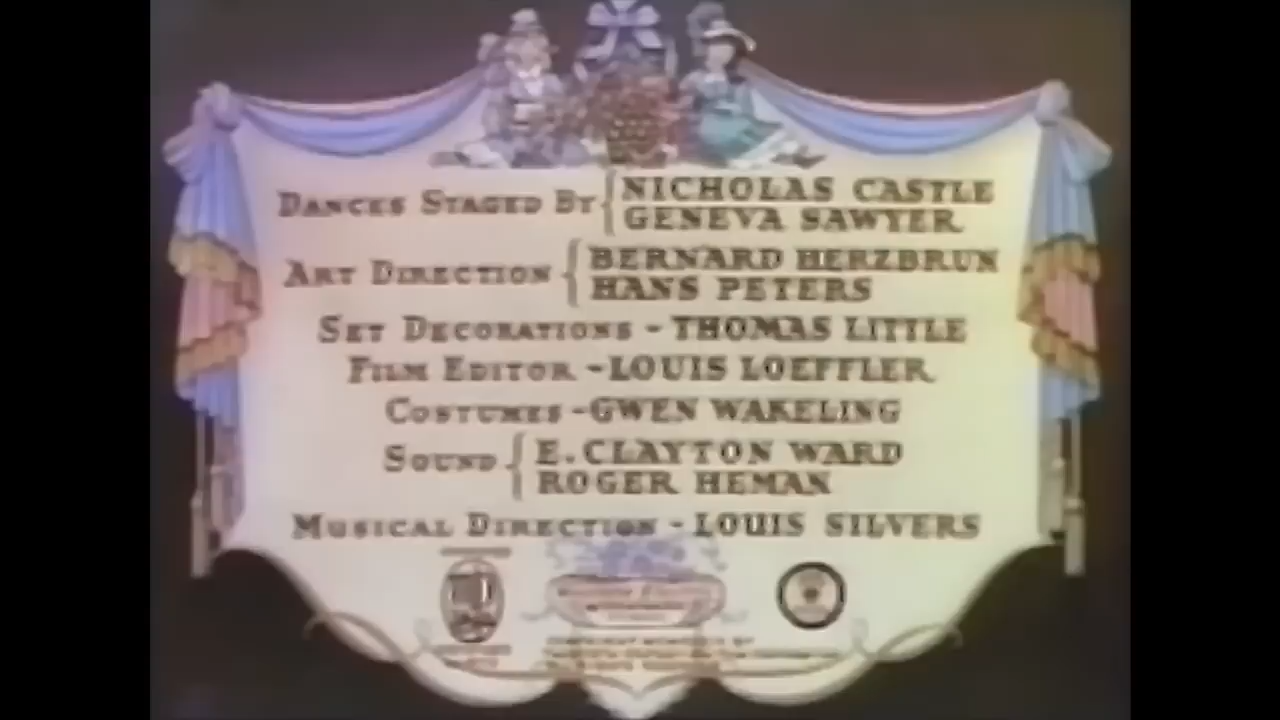 DANCES STAGED BY { NICHOLAS CASTLE
GENEVA SAWYER
ART DIRECTION { BERNARD HERZBRUN
HANS PETERS
SET DECORATIONS - THOMAS LITTLE
FILM EDITOR - LOUIS LOEFFLER
COSTUMES - GWEN WAKELING
SOUND { E. CLAYTON WARD
ROGER HEMAN
MUSICAL DIRECTION - LOUIS SILVERS